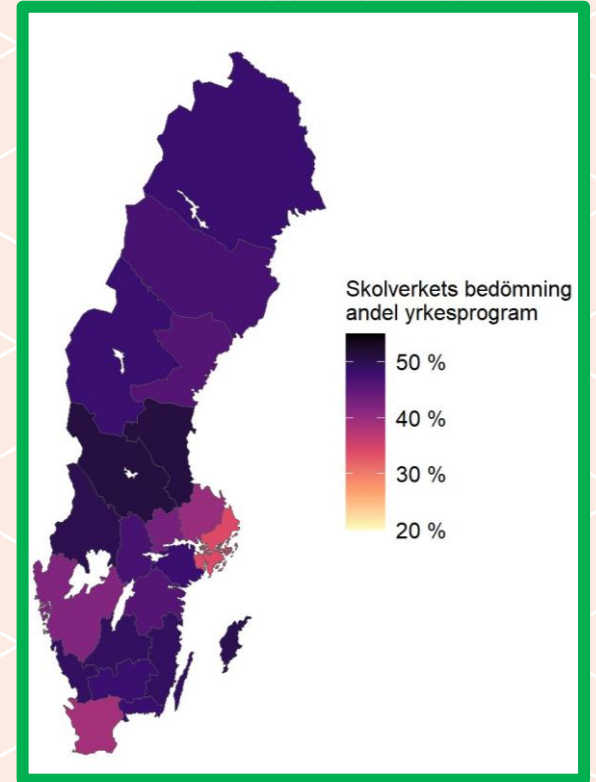 Skolverkets bedömning
andel yrkesprogram
50 %
40 %
30 %
20 %